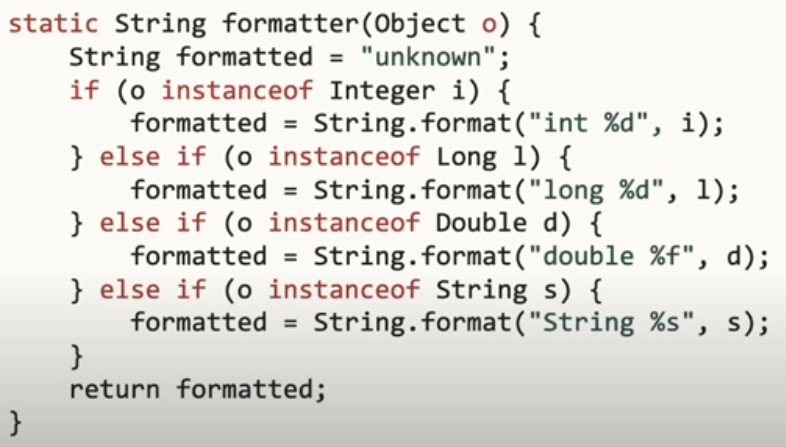 static String formatter(Object o) {
    String formatted = "unknown";
    if (o instanceof Integer i) {
        formatted = String.format("int %d", i);
    } else if (o instanceof Long l) {
        formatted = String.format("long %d", l);
    } else if (o instanceof Double d) {
        formatted = String.format("double %f", d);
    } else if (o instanceof String s) {
        formatted = String.format("String %s", s);
    }
    return formatted;
}